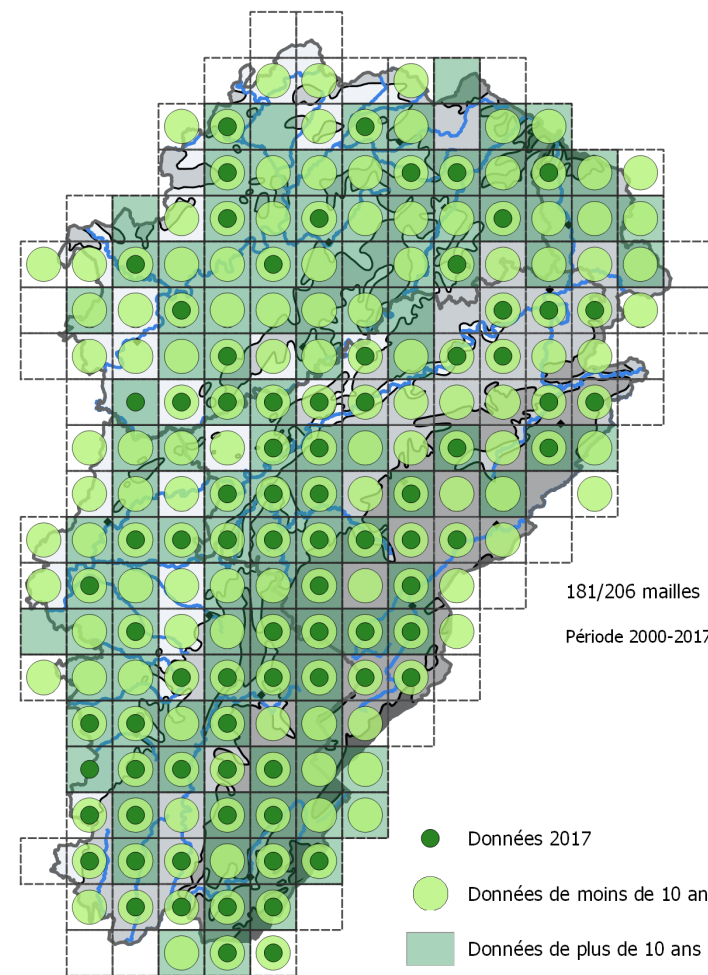 181/206 mailles
Période 2000-2017
Données 2017
Données de moins de 10 an
Données de plus de 10 ans